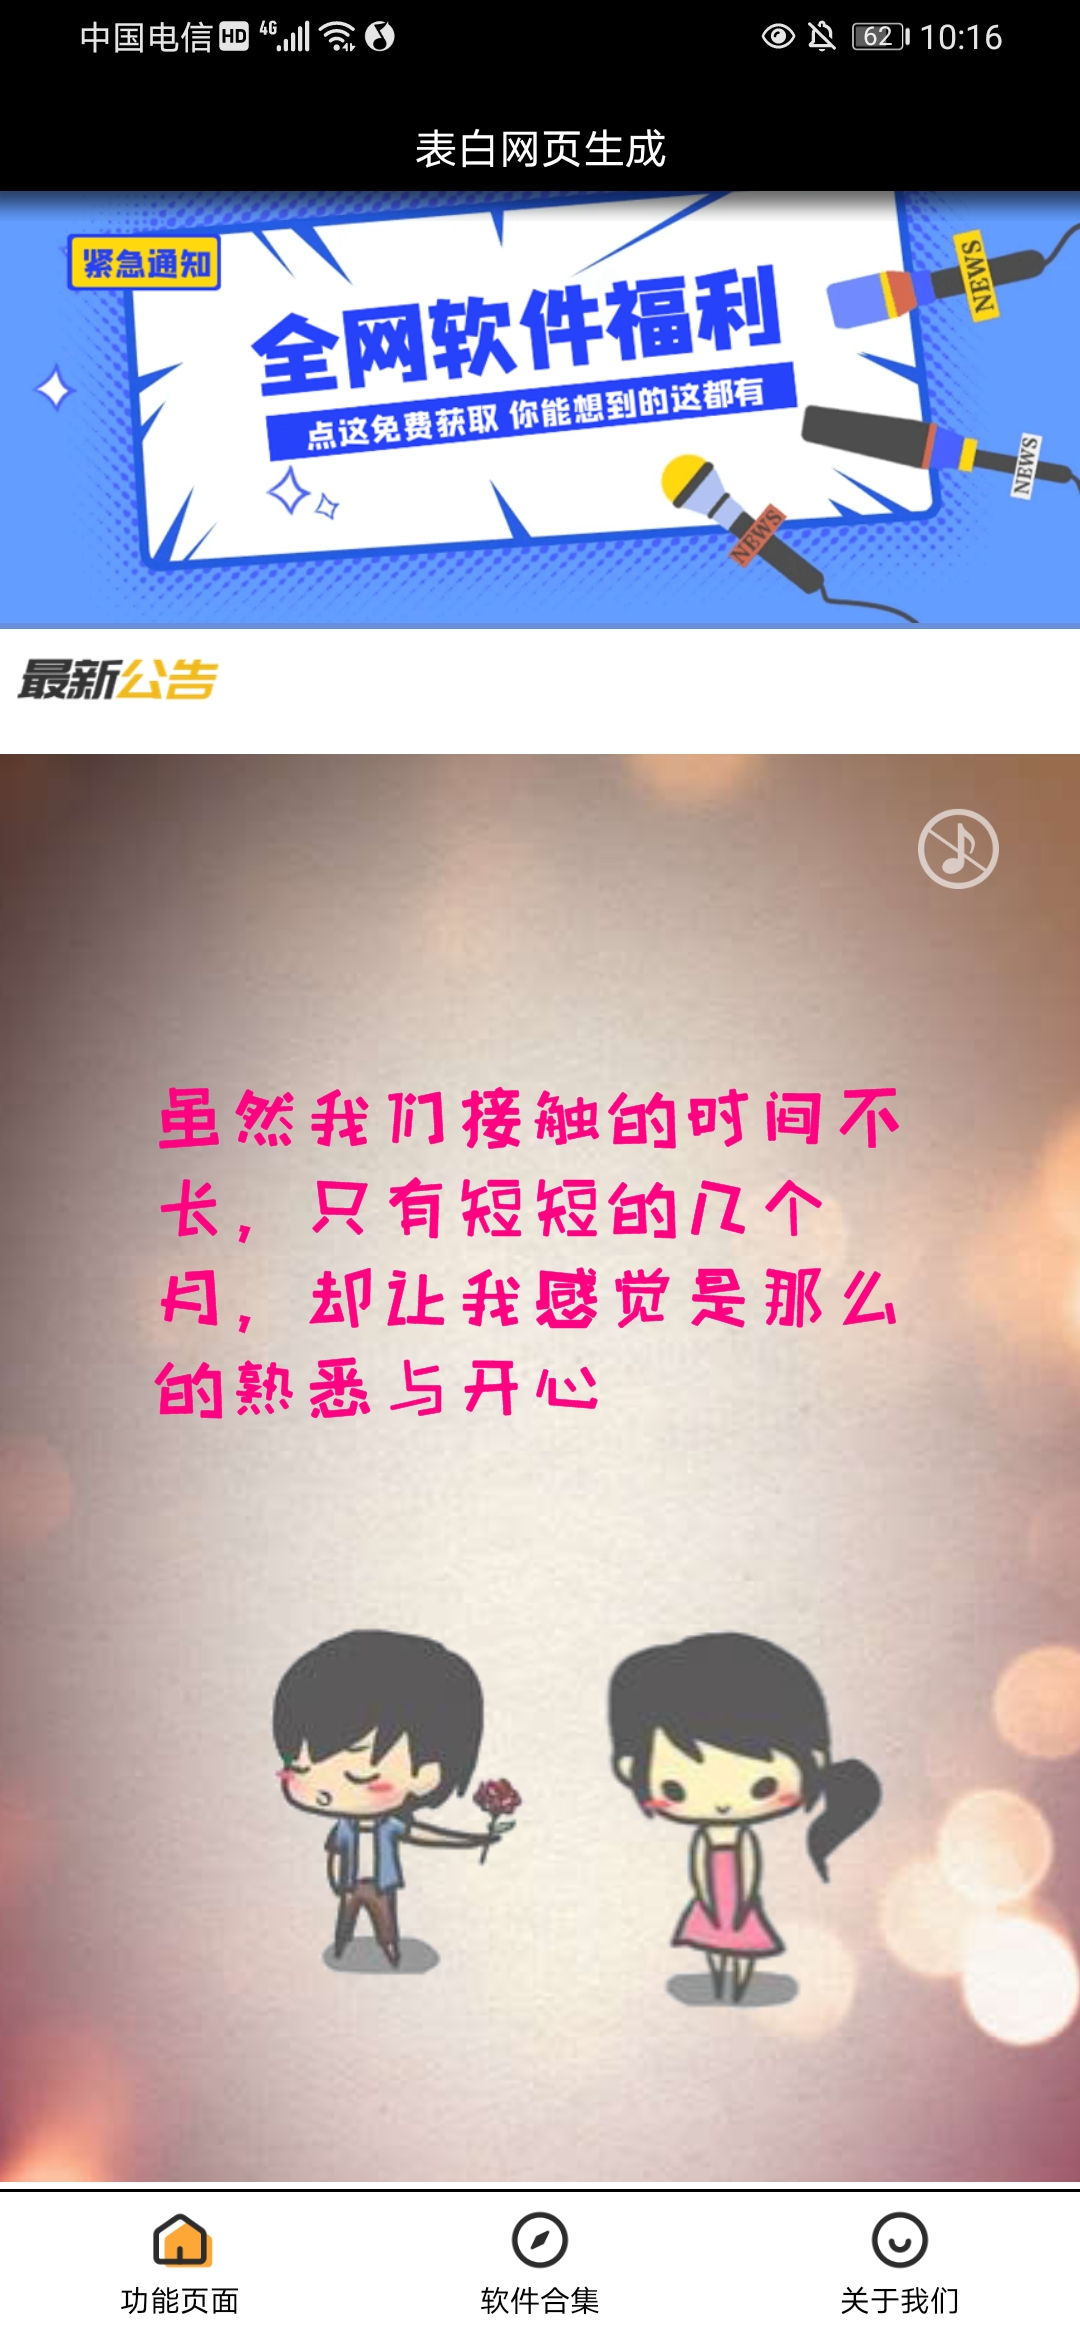 中国电信 HD 4G 62 10:16
表白网页生成
紧急通知
全网软件福利
点这免费获取 你能想到的这都有
NEWS
NEWS
NEWS
最新公告
虽然我们接触的时间不
长，只有短短的几个
月，却让我感觉是那么
的熟悉与开心
功能页面 软件合集 关于我们